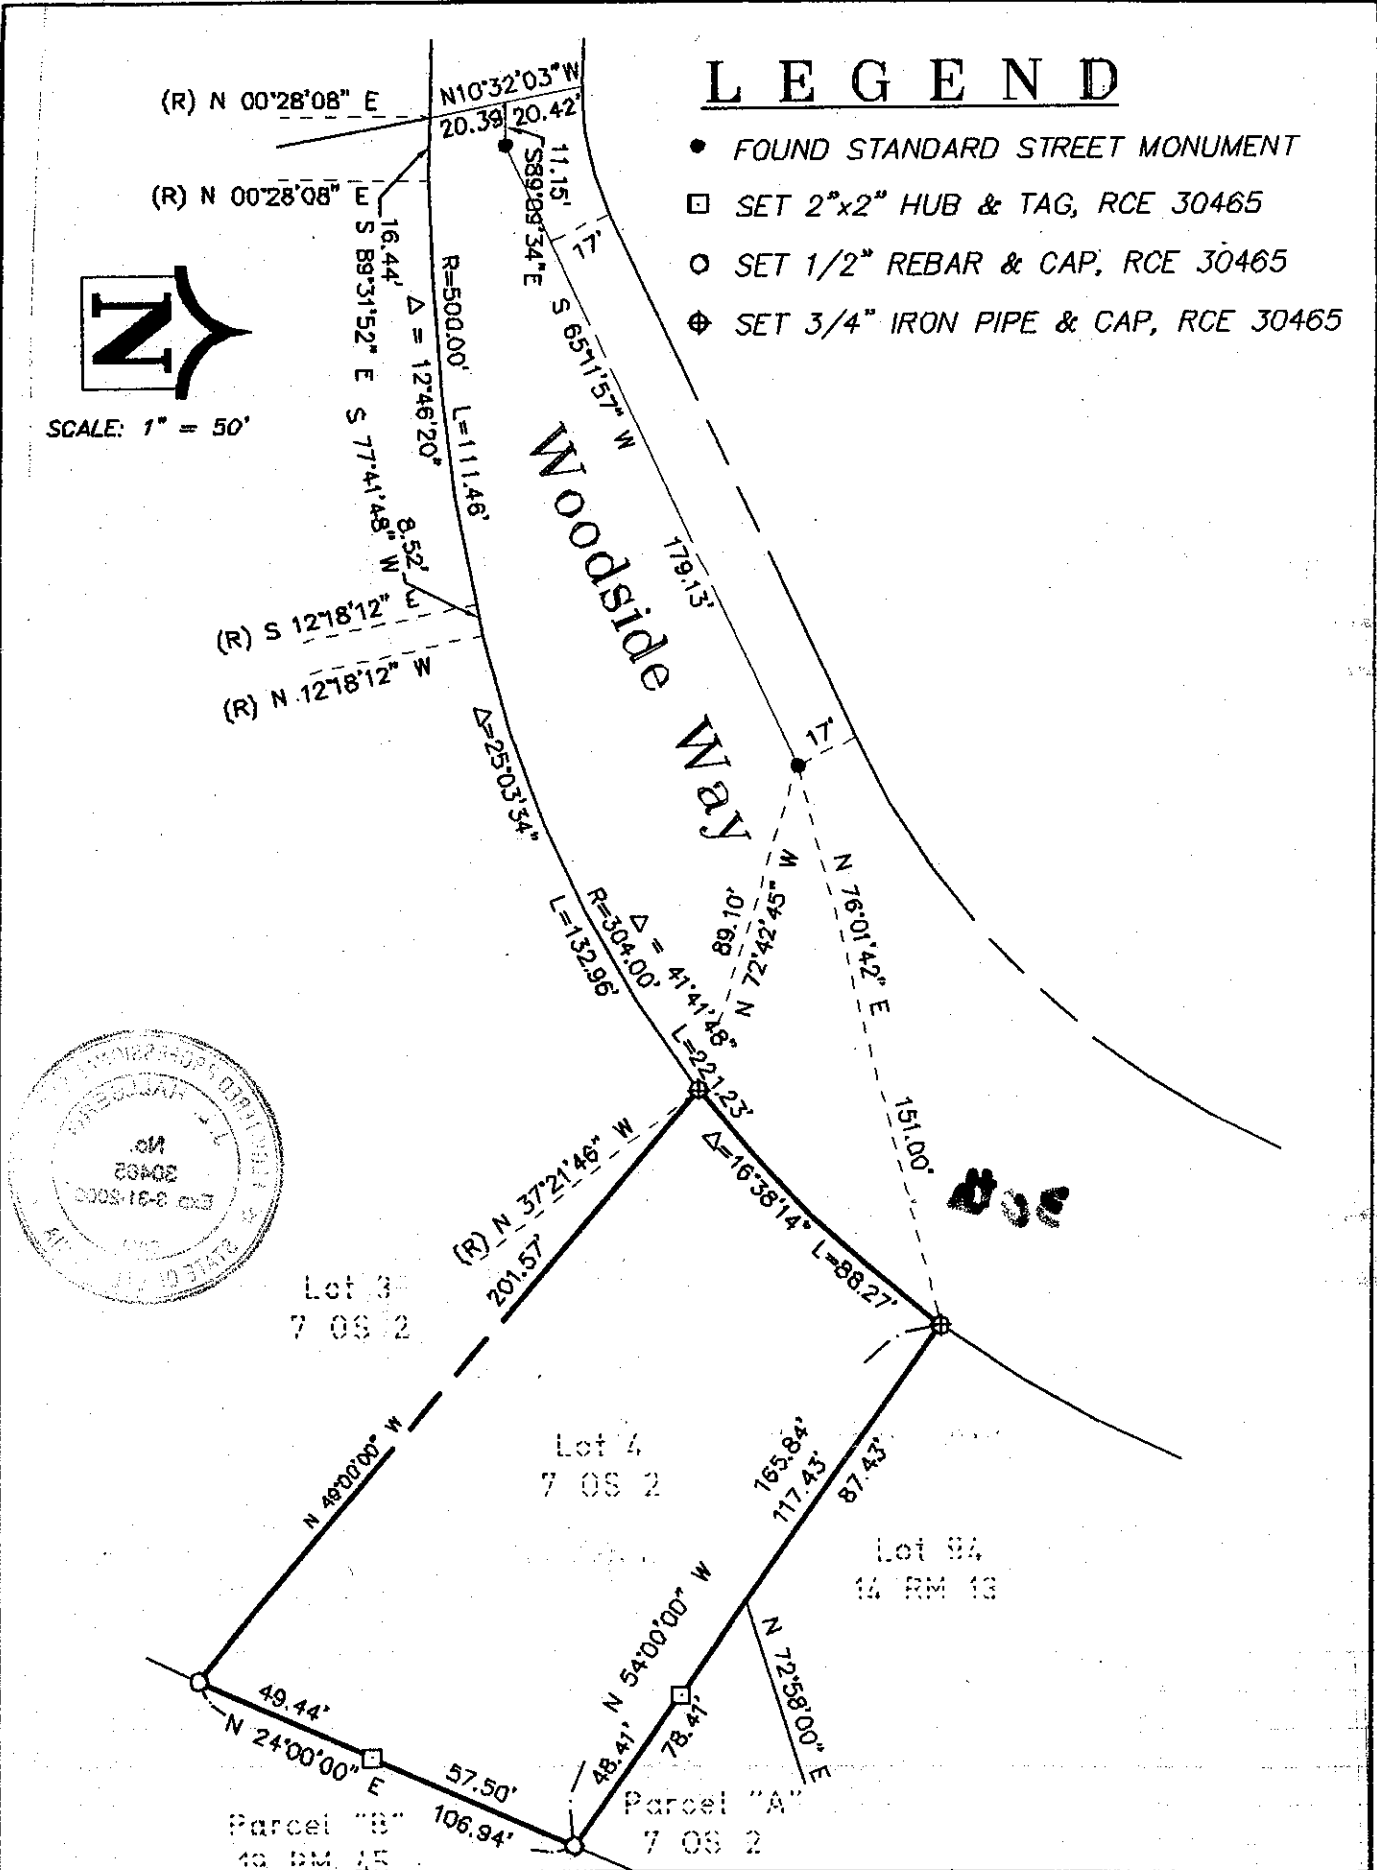 LEGEND
FOUND STANDARD STREET MONUMENT
SET 2"x2" HUB & TAG, RCE 30465
SET 1/2" REBAR & CAP, RCE 30465
SET 3/4" IRON PIPE & CAP, RCE 30465
(R) N 00°28'08" E
N10°32'03"W
20.39
20.42'
11.15'
S89°09'34"E
17'
(R) N 00°28'08" E
16.44'
S 89°31'52" E
N
SCALE: 1" = 50'
R=500.00' L=111.46'
Δ = 12°46'20"
S 65°11'57" W
179.13'
S 77°41'48" W
8.52'
(R) S 12°18'12" E
(R) N 12°18'12" W
Woodside Way
17'
Δ=25°03'34"
L=132.96'
R=304.00'
Δ = 41°41'48"
L=221.23'
89.10'
N 72°42'45" W
N 76°01'42" E
151.00'
No.
30465
Exp 3-31-2000
(R) N 37°21'46" W
201.57'
Δ=16°38'14" L=88.27'
Lot 3
7 OS 2
N 49°00'00" W
Lot 4
7 OS 2
165.84'
117.43'
87.43'
Lot 94
14 RM 13
N 54°00'00" W
N 72°58'00" E
49.44'
N 24°00'00" E
57.50'
106.94'
48.41'
78.41'
Parcel "B"
Parcel "A"
7 OS 2